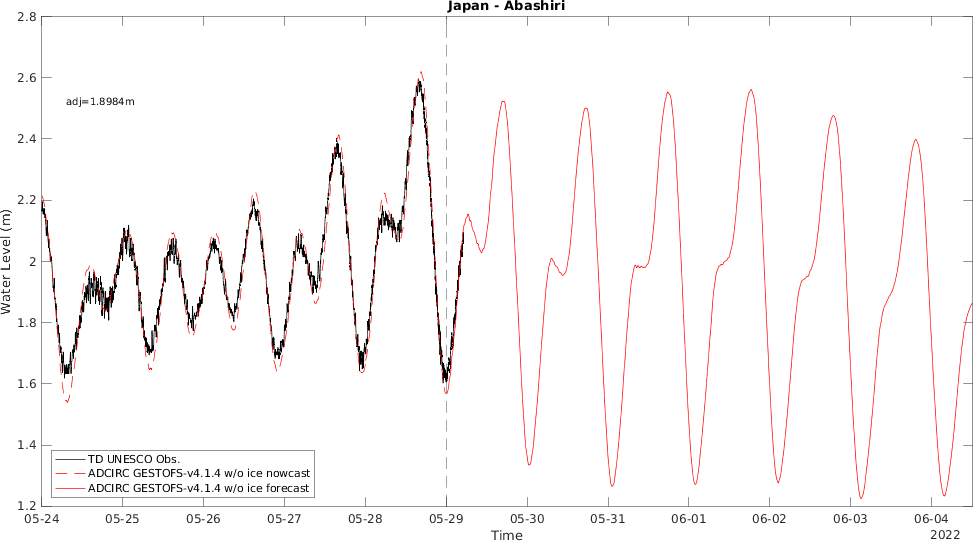 Japan - Abashiri
2.8
2.6
2.4
2.2
2
1.8
1.6
1.4
1.2
Water Level (m)
adj=1.8984m
TD UNESCO Obs.
ADCIRC GESTOFS-v4.1.4 w/o ice nowcast
ADCIRC GESTOFS-v4.1.4 w/o ice forecast
05-24 05-25 05-26 05-27 05-28 05-29 05-30 05-31 06-01 06-02 06-03 06-04
Time
2022